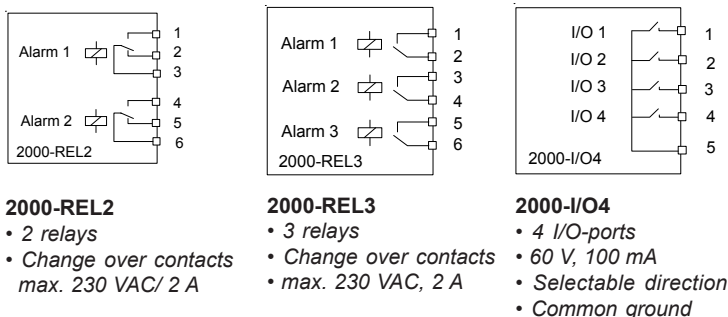 Alarm 1
1
2
3
Alarm 2
4
5
6
2000-REL2
Alarm 1
1
2
Alarm 2
3
4
Alarm 3
5
6
2000-REL3
I/O 1
1
I/O 2
2
I/O 3
3
I/O 4
4
5
2000-I/O4
2000-REL2
• 2 relays
• Change over contacts
max. 230 VAC/ 2 A
2000-REL3
• 3 relays
• Change over contacts
• max. 230 VAC, 2 A
2000-I/O4
• 4 I/O-ports
• 60 V, 100 mA
• Selectable direction
• Common ground